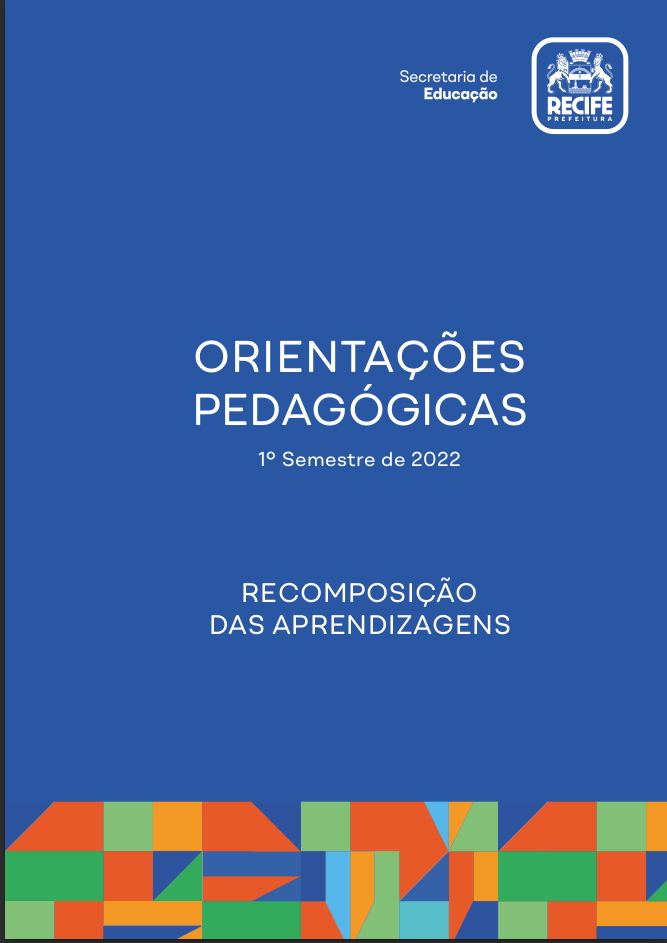 Secretaria de
Educação
RECIFE
PREFEITURA
ORIENTAÇÕES
PEDAGÓGICAS
1º Semestre de 2022
RECOMPOSIÇÃO
DAS APRENDIZAGENS